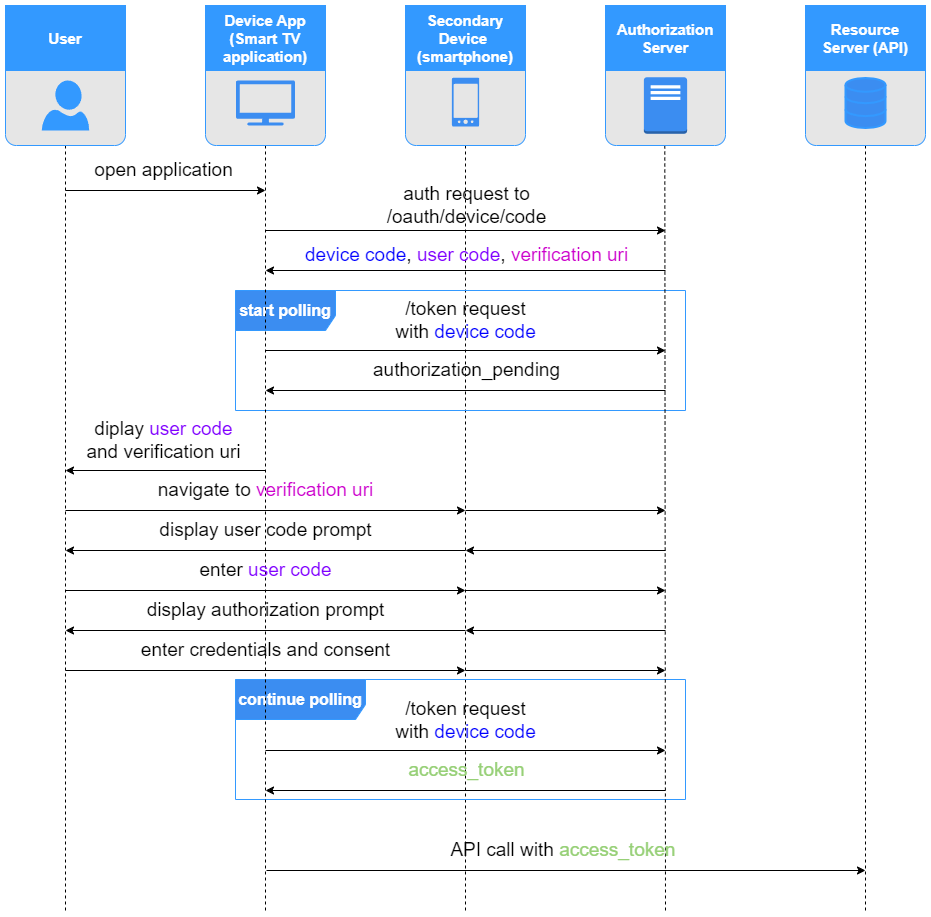 User
Device App
(Smart TV
application)
Secondary
Device
(smartphone)
Authorization
Server
Resource
Server (API)
open application
auth request to
/oauth/device/code
device code, user code, verification uri
start polling
/token request
with device code
authorization_pending
diplay user code
and verification uri
navigate to verification uri
display user code prompt
enter user code
display authorization prompt
enter credentials and consent
continue polling
/token request
with device code
access_token
API call with access_token